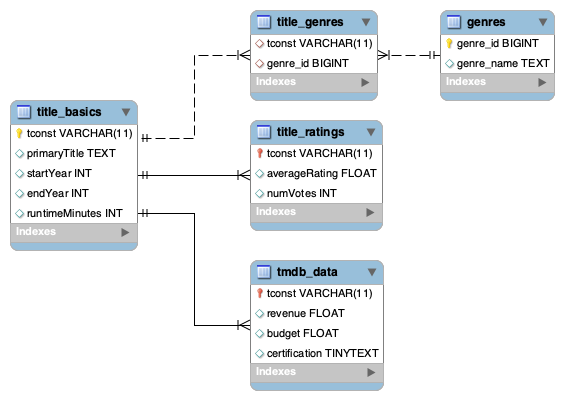 title_genres
tconst VARCHAR(11)
genre_id BIGINT
Indexes
genres
genre_id BIGINT
genre_name TEXT
Indexes
title_basics
tconst VARCHAR(11)
primaryTitle TEXT
startYear INT
endYear INT
runtimeMinutes INT
Indexes
title_ratings
tconst VARCHAR(11)
averageRating FLOAT
numVotes INT
Indexes
tmdb_data
tconst VARCHAR(11)
revenue FLOAT
budget FLOAT
certification TINYTEXT
Indexes